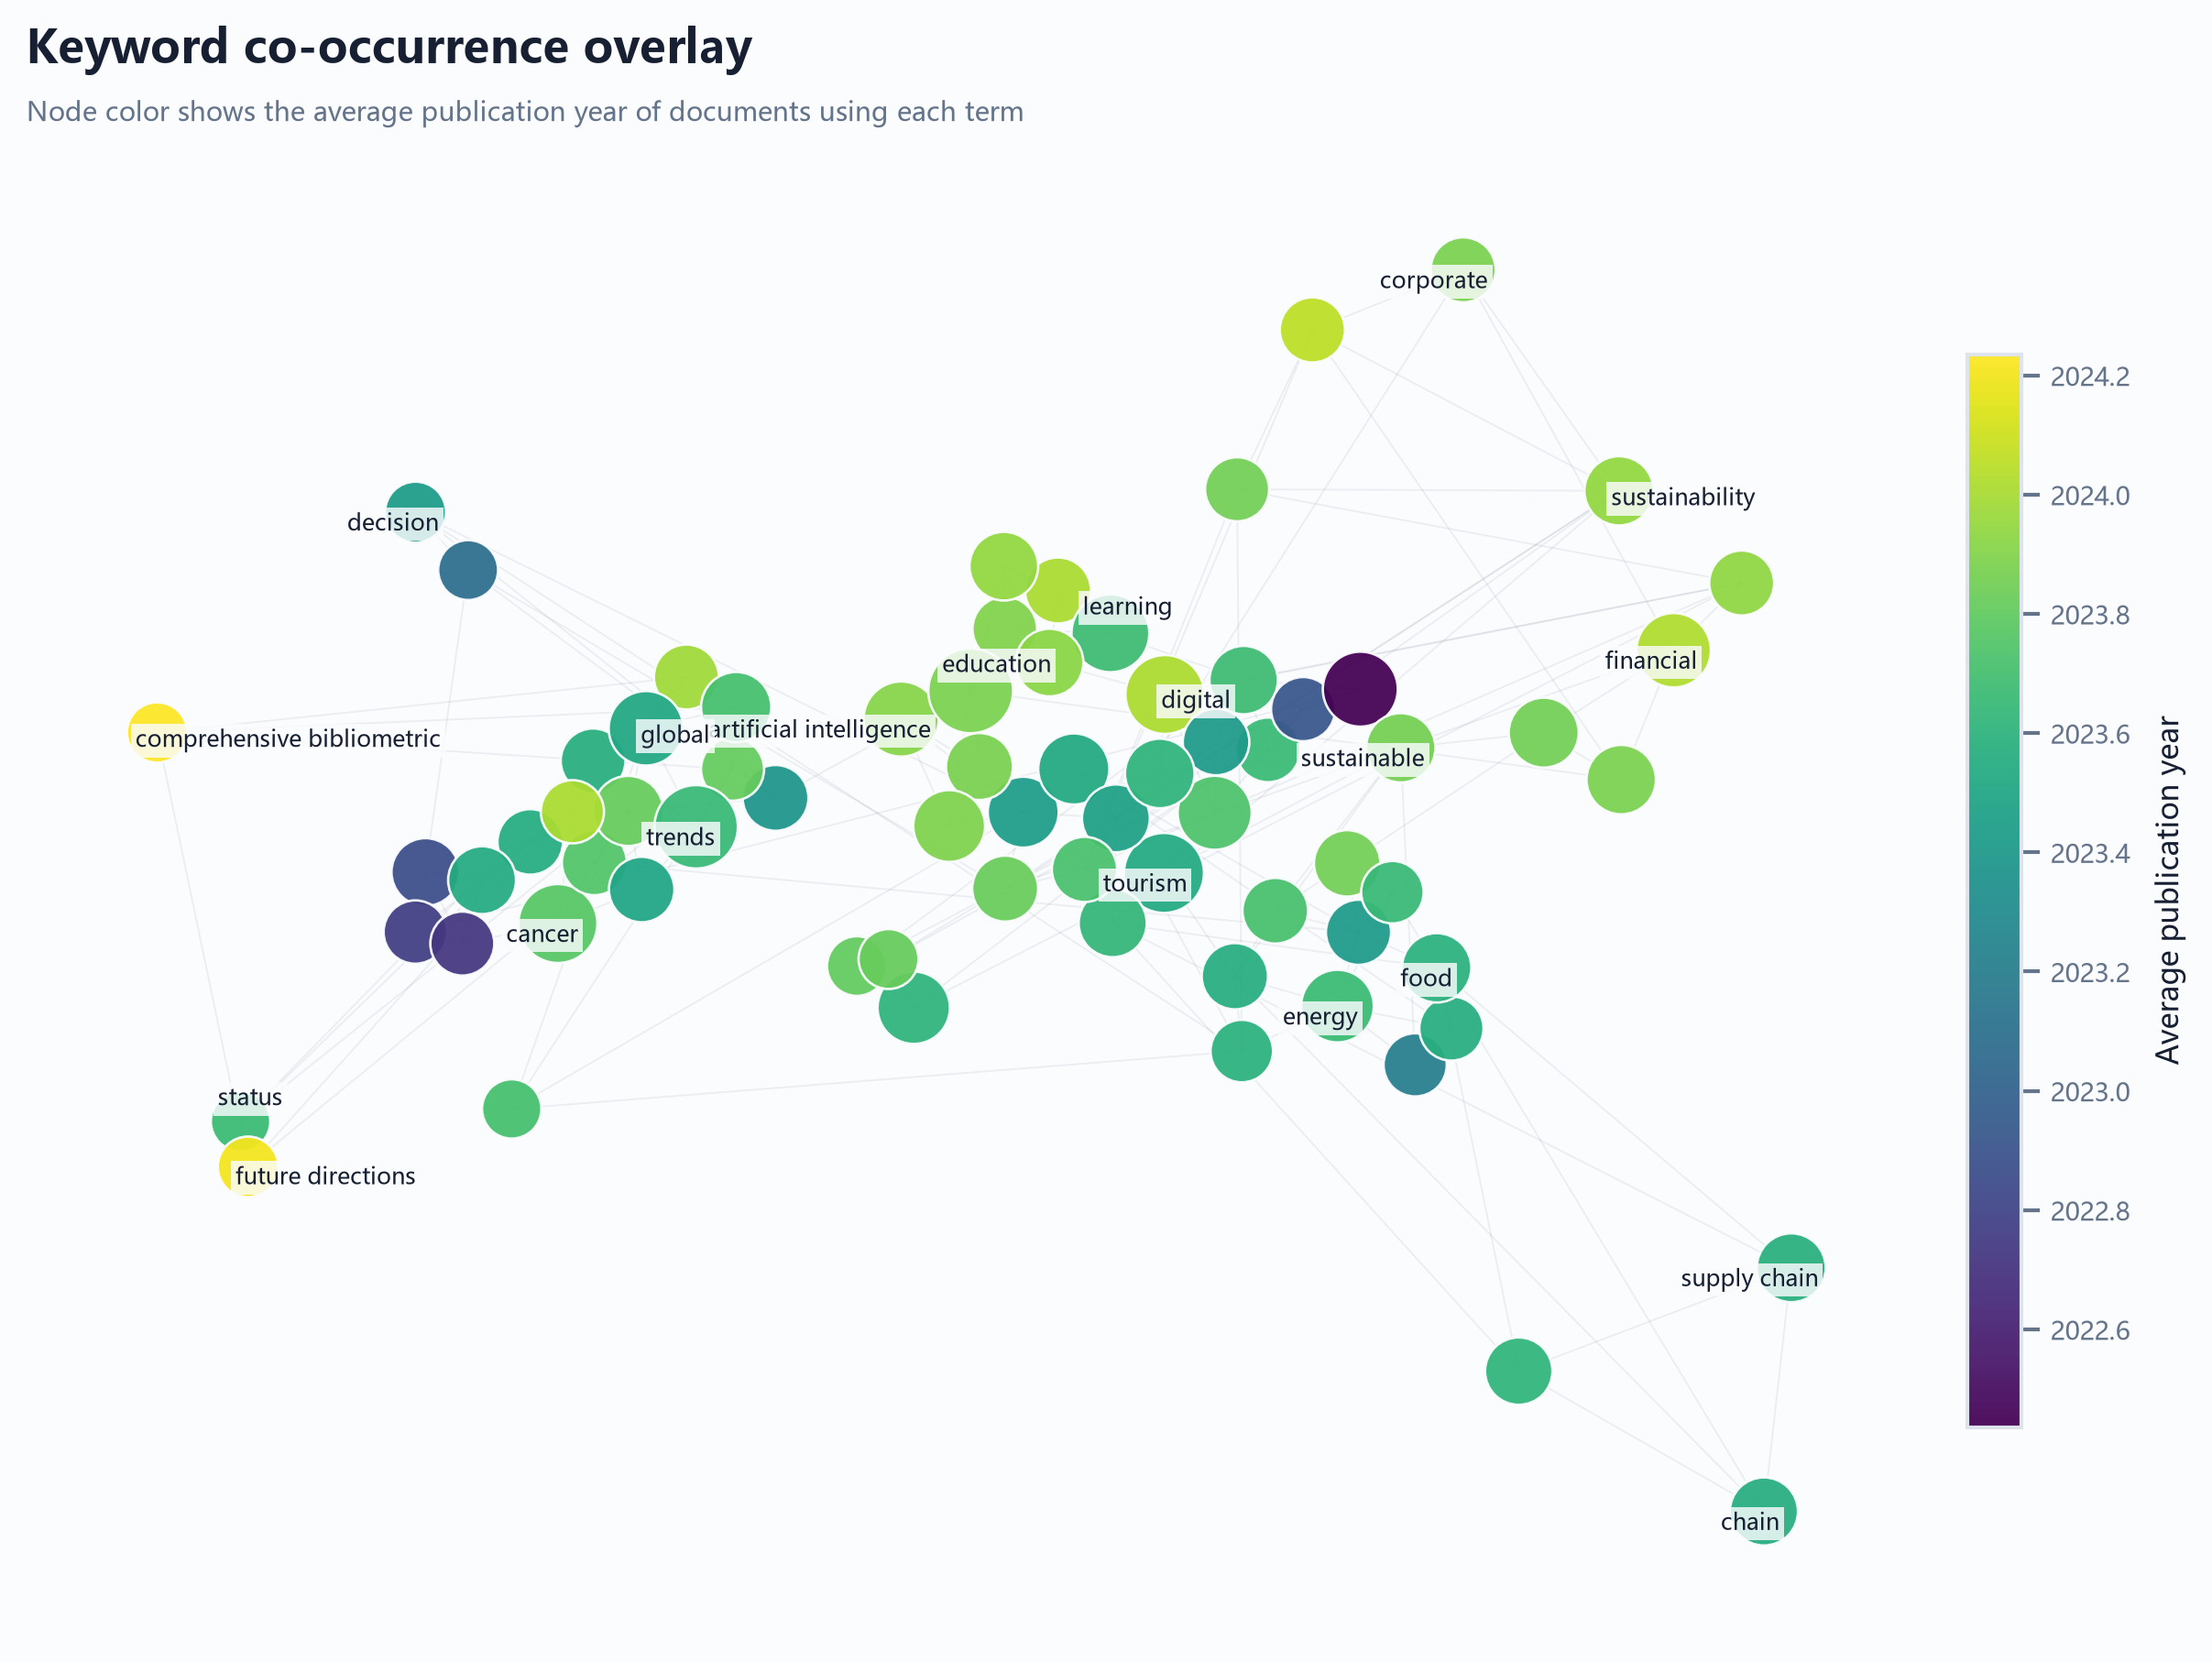 Keyword co-occurrence overlay
Node color shows the average publication year of documents using each term
corporate
sustainability
decision
learning
education
financial
digital
comprehensive bibliometric
global
artificial intelligence
sustainable
trends
tourism
cancer
food
energy
status
future directions
supply chain
chain
2024.2
2024.0
2023.8
2023.6
2023.4
2023.2
2023.0
2022.8
2022.6
Average publication year